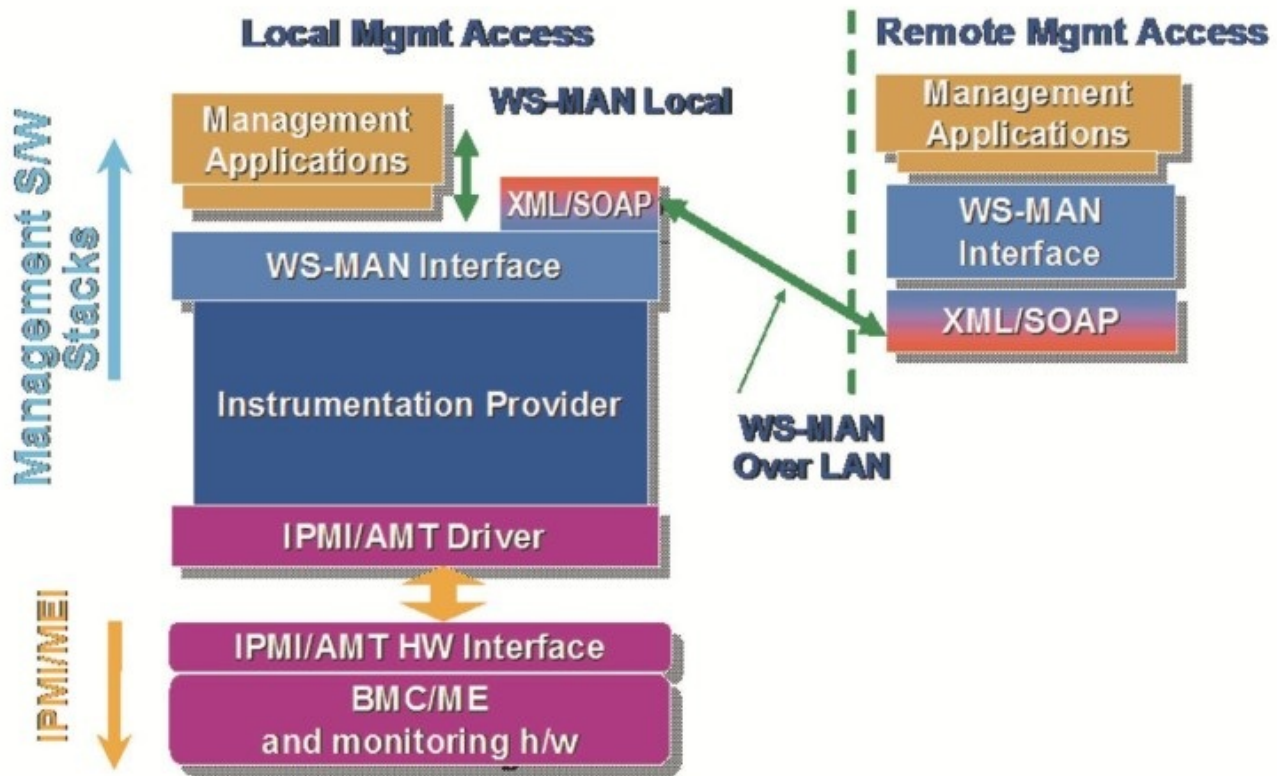 Local Mgmt Access
Remote Mgmt Access
Management S/W
Stacks
Management
Applications
WS-MAN Local
XML/SOAP
WS-MAN Interface
Instrumentation Provider
IPMI/AMT Driver
Management
Applications
WS-MAN
Interface
XML/SOAP
WS-MAN
Over LAN
IPMI/MEI
IPMI/AMT HW Interface
BMC/ME
and monitoring h/w